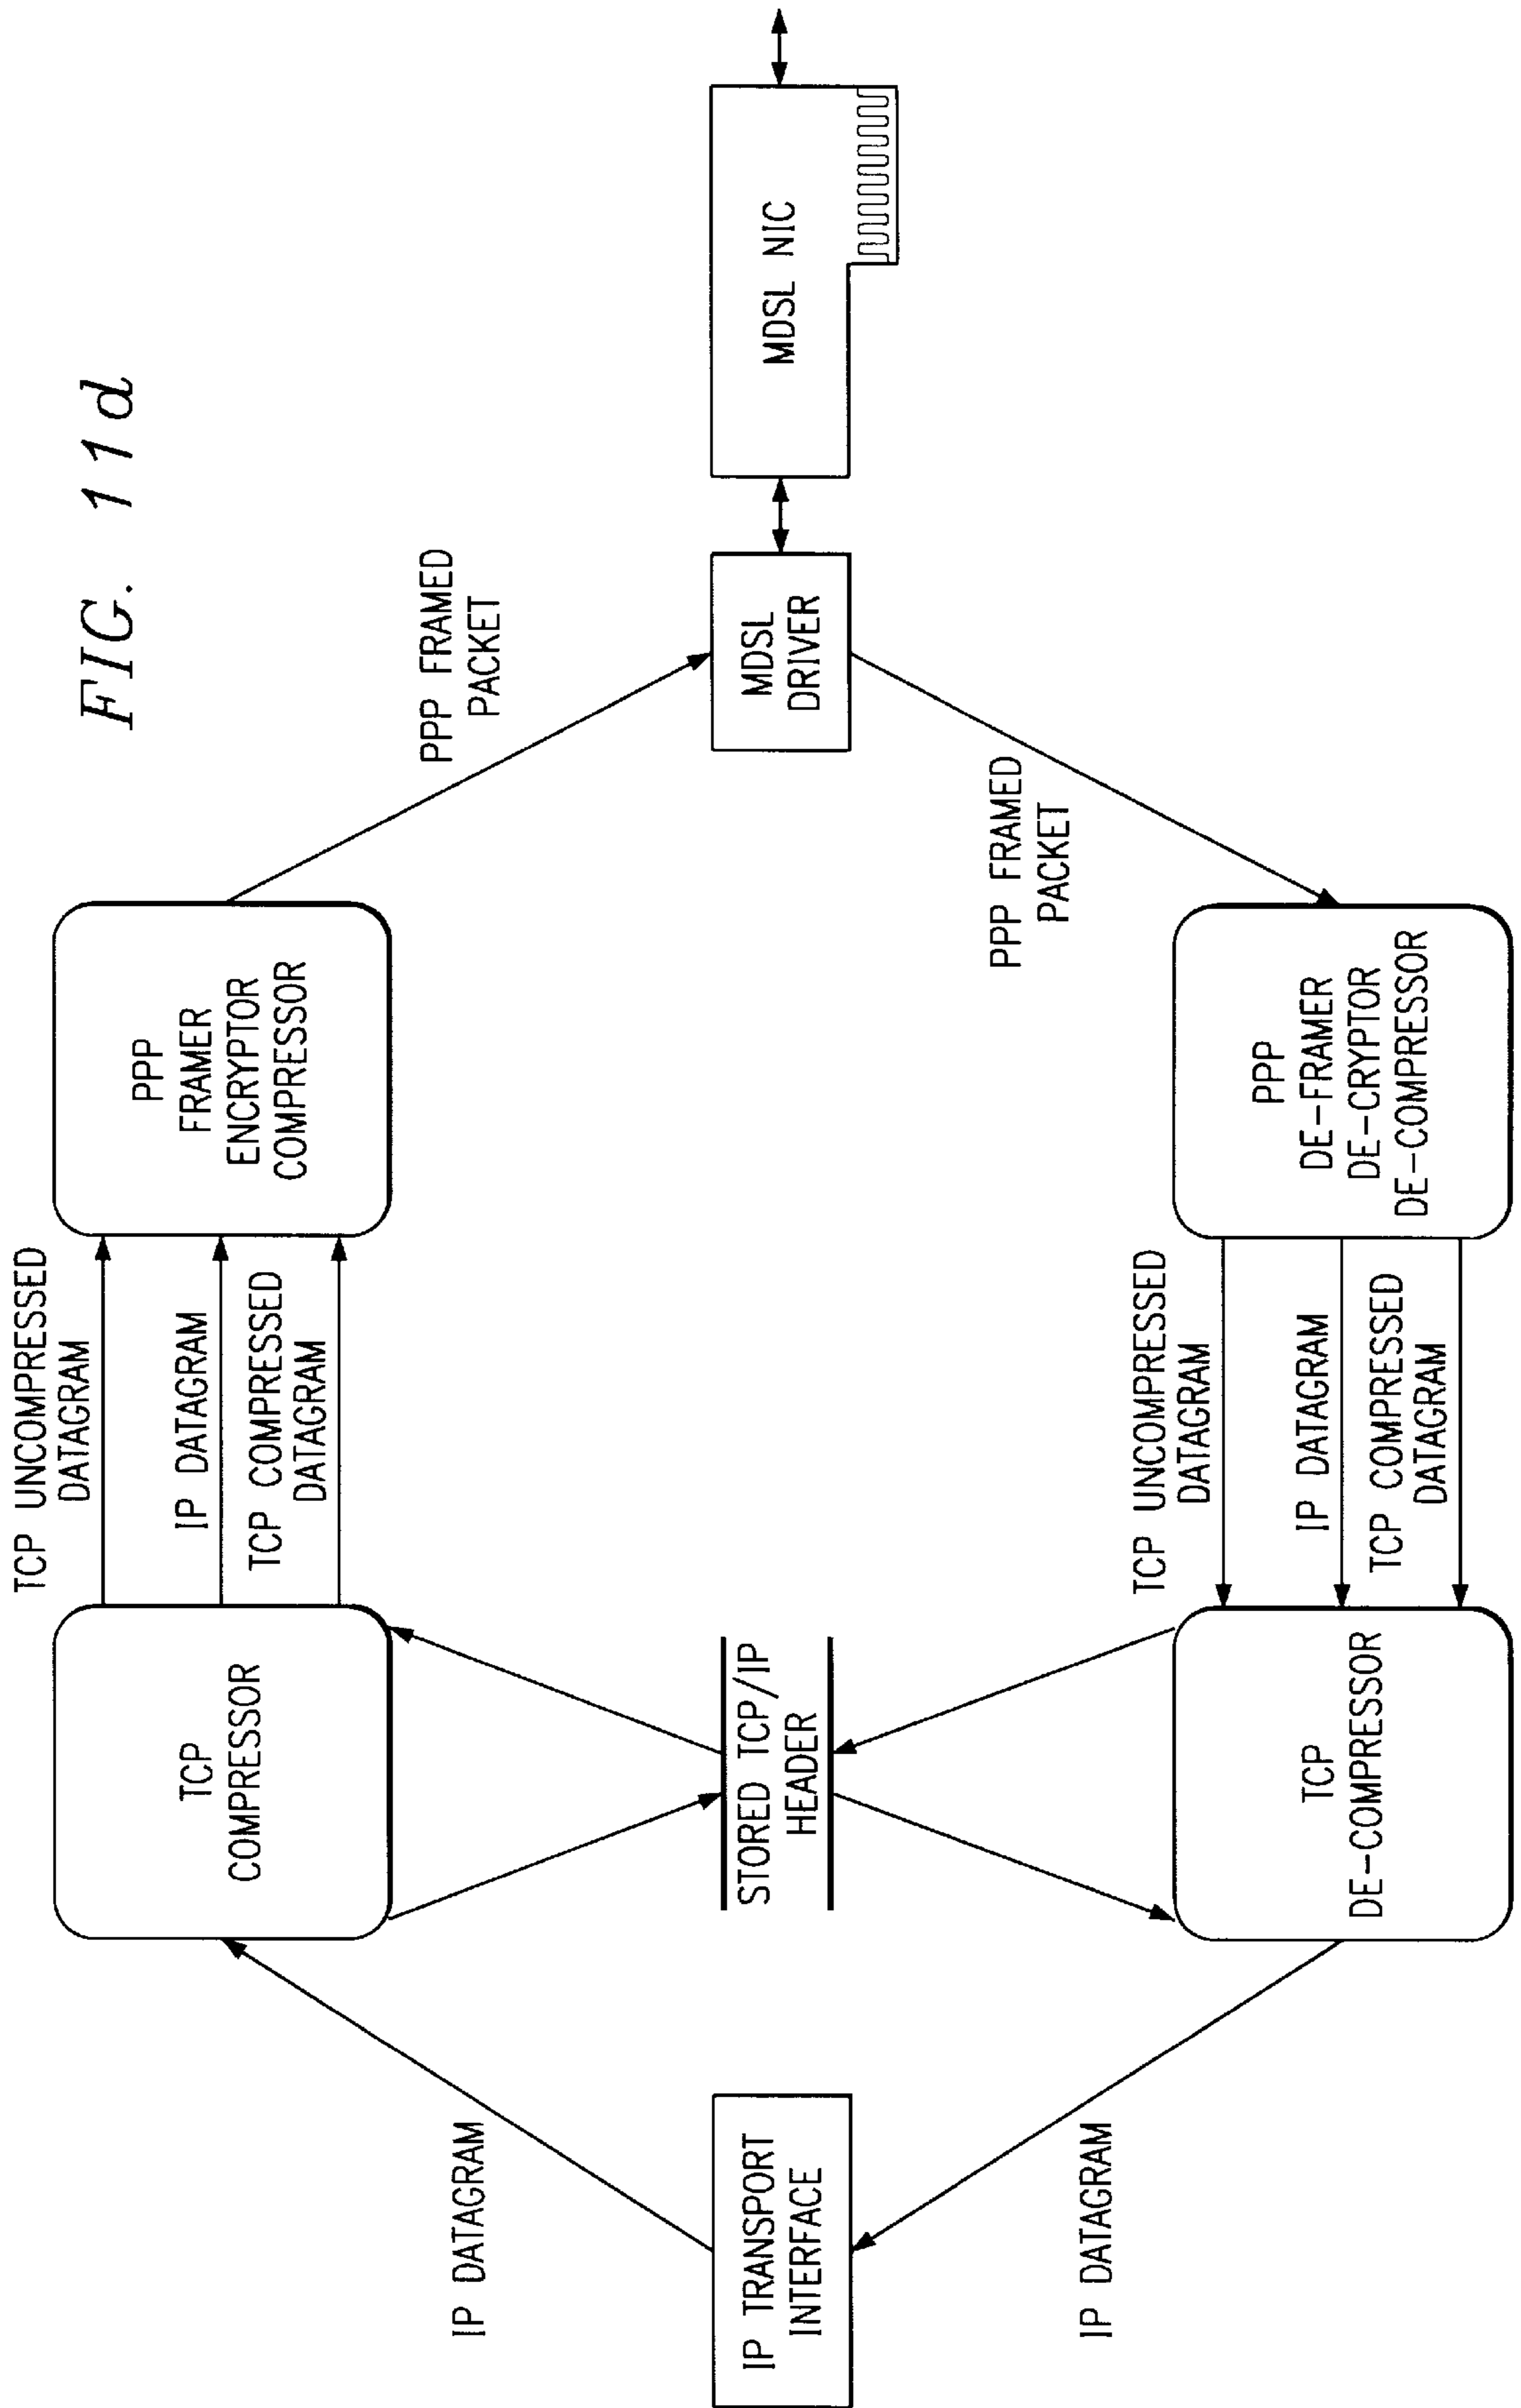 FIG. 11d
TCP UNCOMPRESSED
DATAGRAM
IP DATAGRAM
TCP COMPRESSED
DATAGRAM
IP DATAGRAM
TCP
COMPRESSOR
PPP
FRAMER
ENCRYPTOR
COMPRESSOR
PPP FRAMED
PACKET
IP TRANSPORT
INTERFACE
STORED TCP/IP
HEADER
MDSL
DRIVER
MDSL NIC
PPP FRAMED
PACKET
IP DATAGRAM
TCP UNCOMPRESSED
DATAGRAM
IP DATAGRAM
TCP COMPRESSED
DATAGRAM
TCP
DE-COMPRESSOR
PPP
DE-FRAMER
DE-CRYPTOR
DE-COMPRESSOR